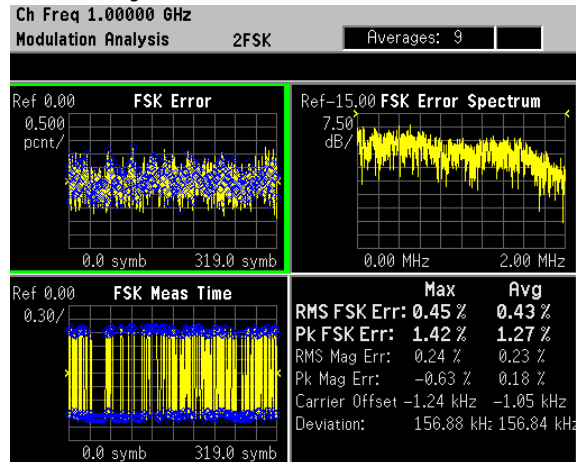 Ch Freq 1.00000 GHz
Modulation Analysis 2FSK Averages: 9
Ref 0.00 FSK Error
0.500
pcnt/
0.0 symb 319.0 symb
Ref-15.00 FSK Error Spectrum
7.50
dB/
0.00 MHz 2.00 MHz
Ref 0.00 FSK Meas Time
0.30/
0.0 symb 319.0 symb
Max Avg
RMS FSK Err: 0.45 % 0.43 %
Pk FSK Err: 1.42 % 1.27 %
RMS Mag Err: 0.24 % 0.23 %
Pk Mag Err: -0.63 % 0.18 %
Carrier Offset -1.24 kHz -1.05 kHz
Deviation: 156.88 kHz 156.84 kHz